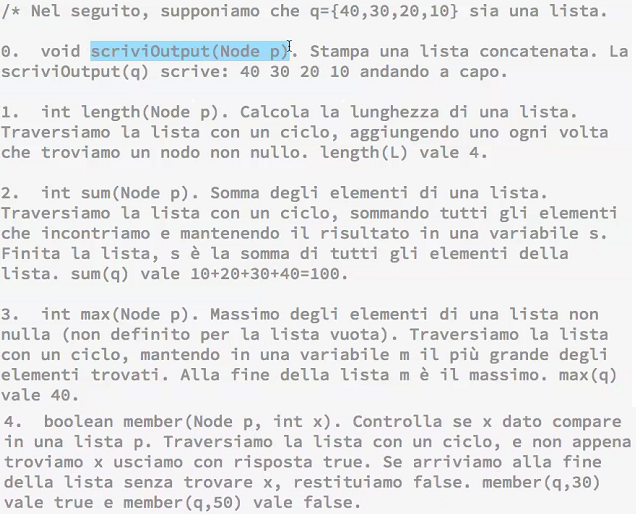 /* Nel seguito, supponiamo che q={40,30,20,10} sia una lista.
0. void scriviOutput(Node p). Stampa una lista concatenata. La
scriviOutput(q) scrive: 40 30 20 10 andando a capo.
1. int length(Node p). Calcola la lunghezza di una lista.
Traversiamo la lista con un ciclo, aggiungendo uno ogni volta
che troviamo un nodo non nullo. length(L) vale 4.
2. int sum(Node p). Somma degli elementi di una lista.
Traversiamo la lista con un ciclo, sommando tutti gli elementi
che incontriamo e mantenendo il risultato in una variabile s.
Finita la lista, s è la somma di tutti gli elementi della
lista. sum(q) vale 10+20+30+40=100.
3. int max(Node p). Massimo degli elementi di una lista non
nulla (non definito per la lista vuota). Traversiamo la lista
con un ciclo, mantendo in una variabile m il più grande degli
elementi trovati. Alla fine della lista m è il massimo. max(q)
vale 40.
4. boolean member(Node p, int x). Controlla se x dato compare
in una lista p. Traversiamo la lista con un ciclo, e non appena
troviamo x usciamo con risposta true. Se arriviamo alla fine
della lista senza trovare x, restituiamo false. member(q,30)
vale true e member(q,50) vale false.